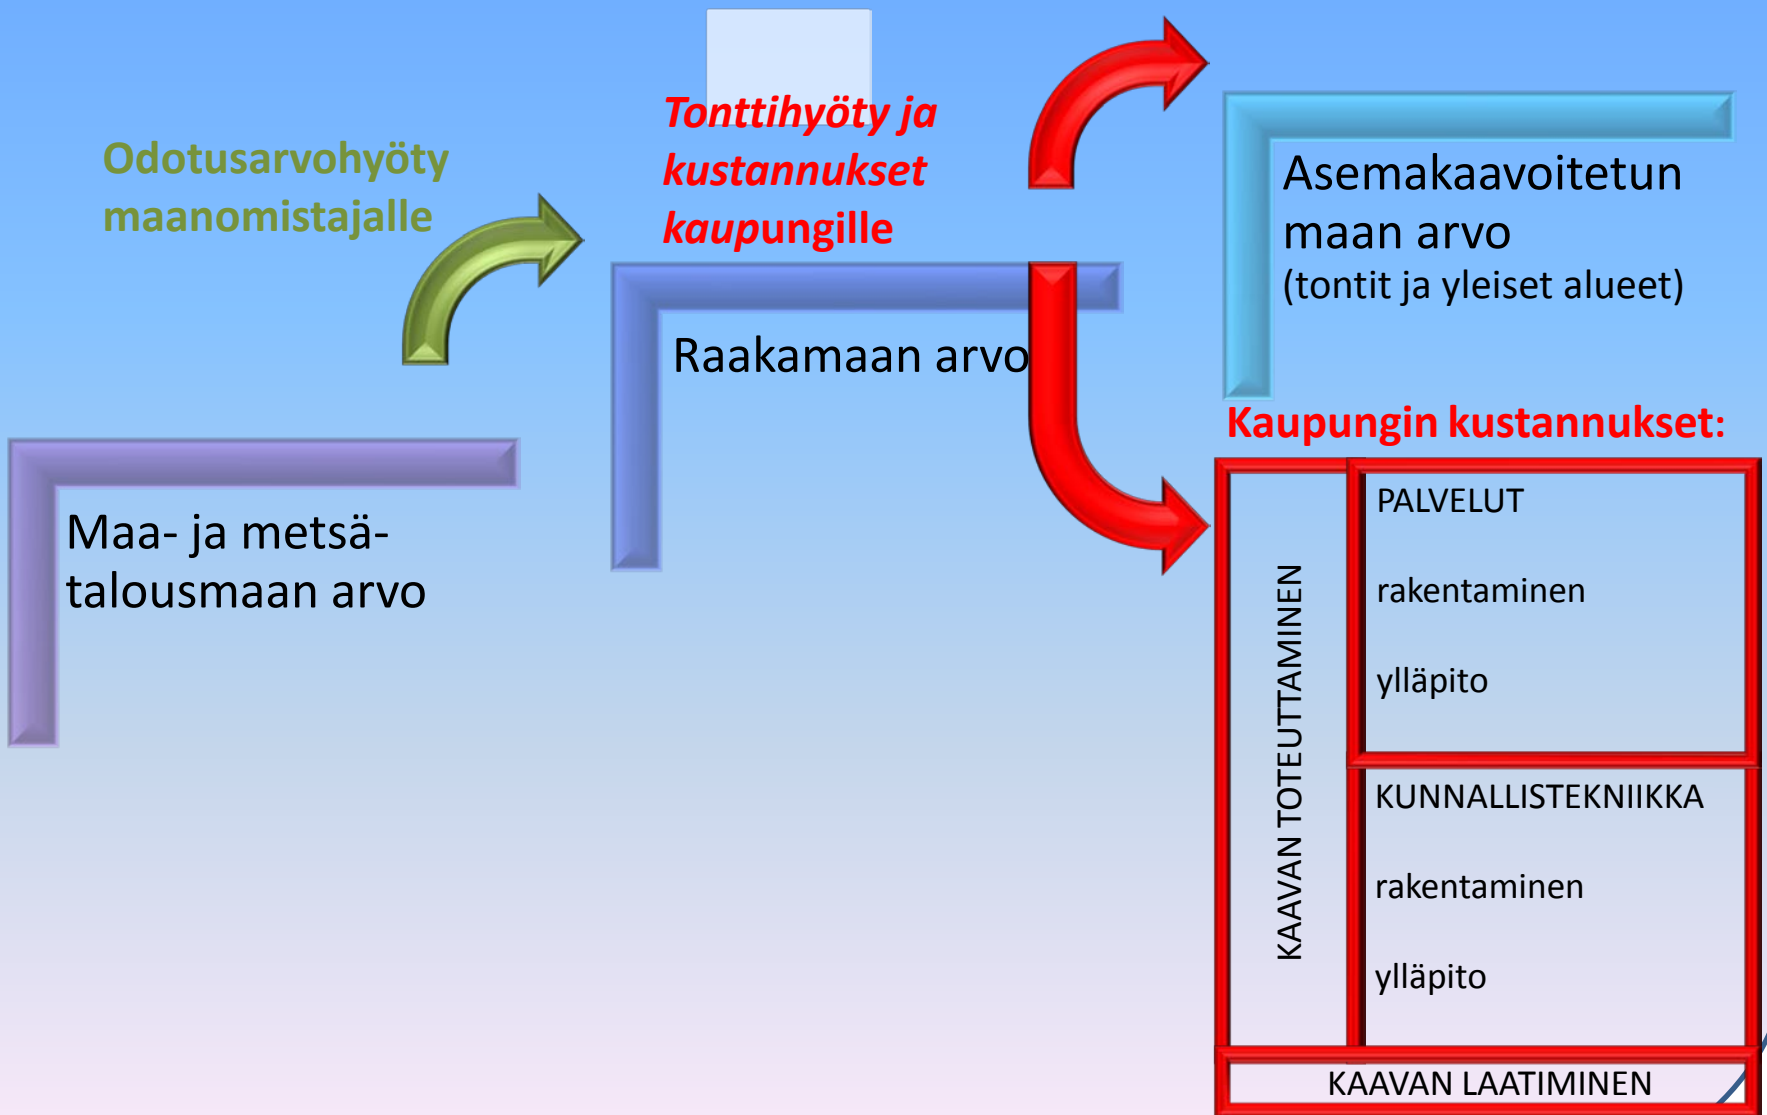 Odotusarvohyöty
maanomistajalle
Tonttihyöty ja
kustannukset
kaupungille
Asemakaavoitetun
maan arvo
(tontit ja yleiset alueet)
Raakamaan arvo
Maa- ja metsä-
talousmaan arvo
Kaupungin kustannukset:
KAAVAN TOTEUTTAMINEN
PALVELUT
rakentaminen
ylläpito
KUNNALLISTEKNIIKKA
rakentaminen
ylläpito
KAAVAN LAATIMINEN